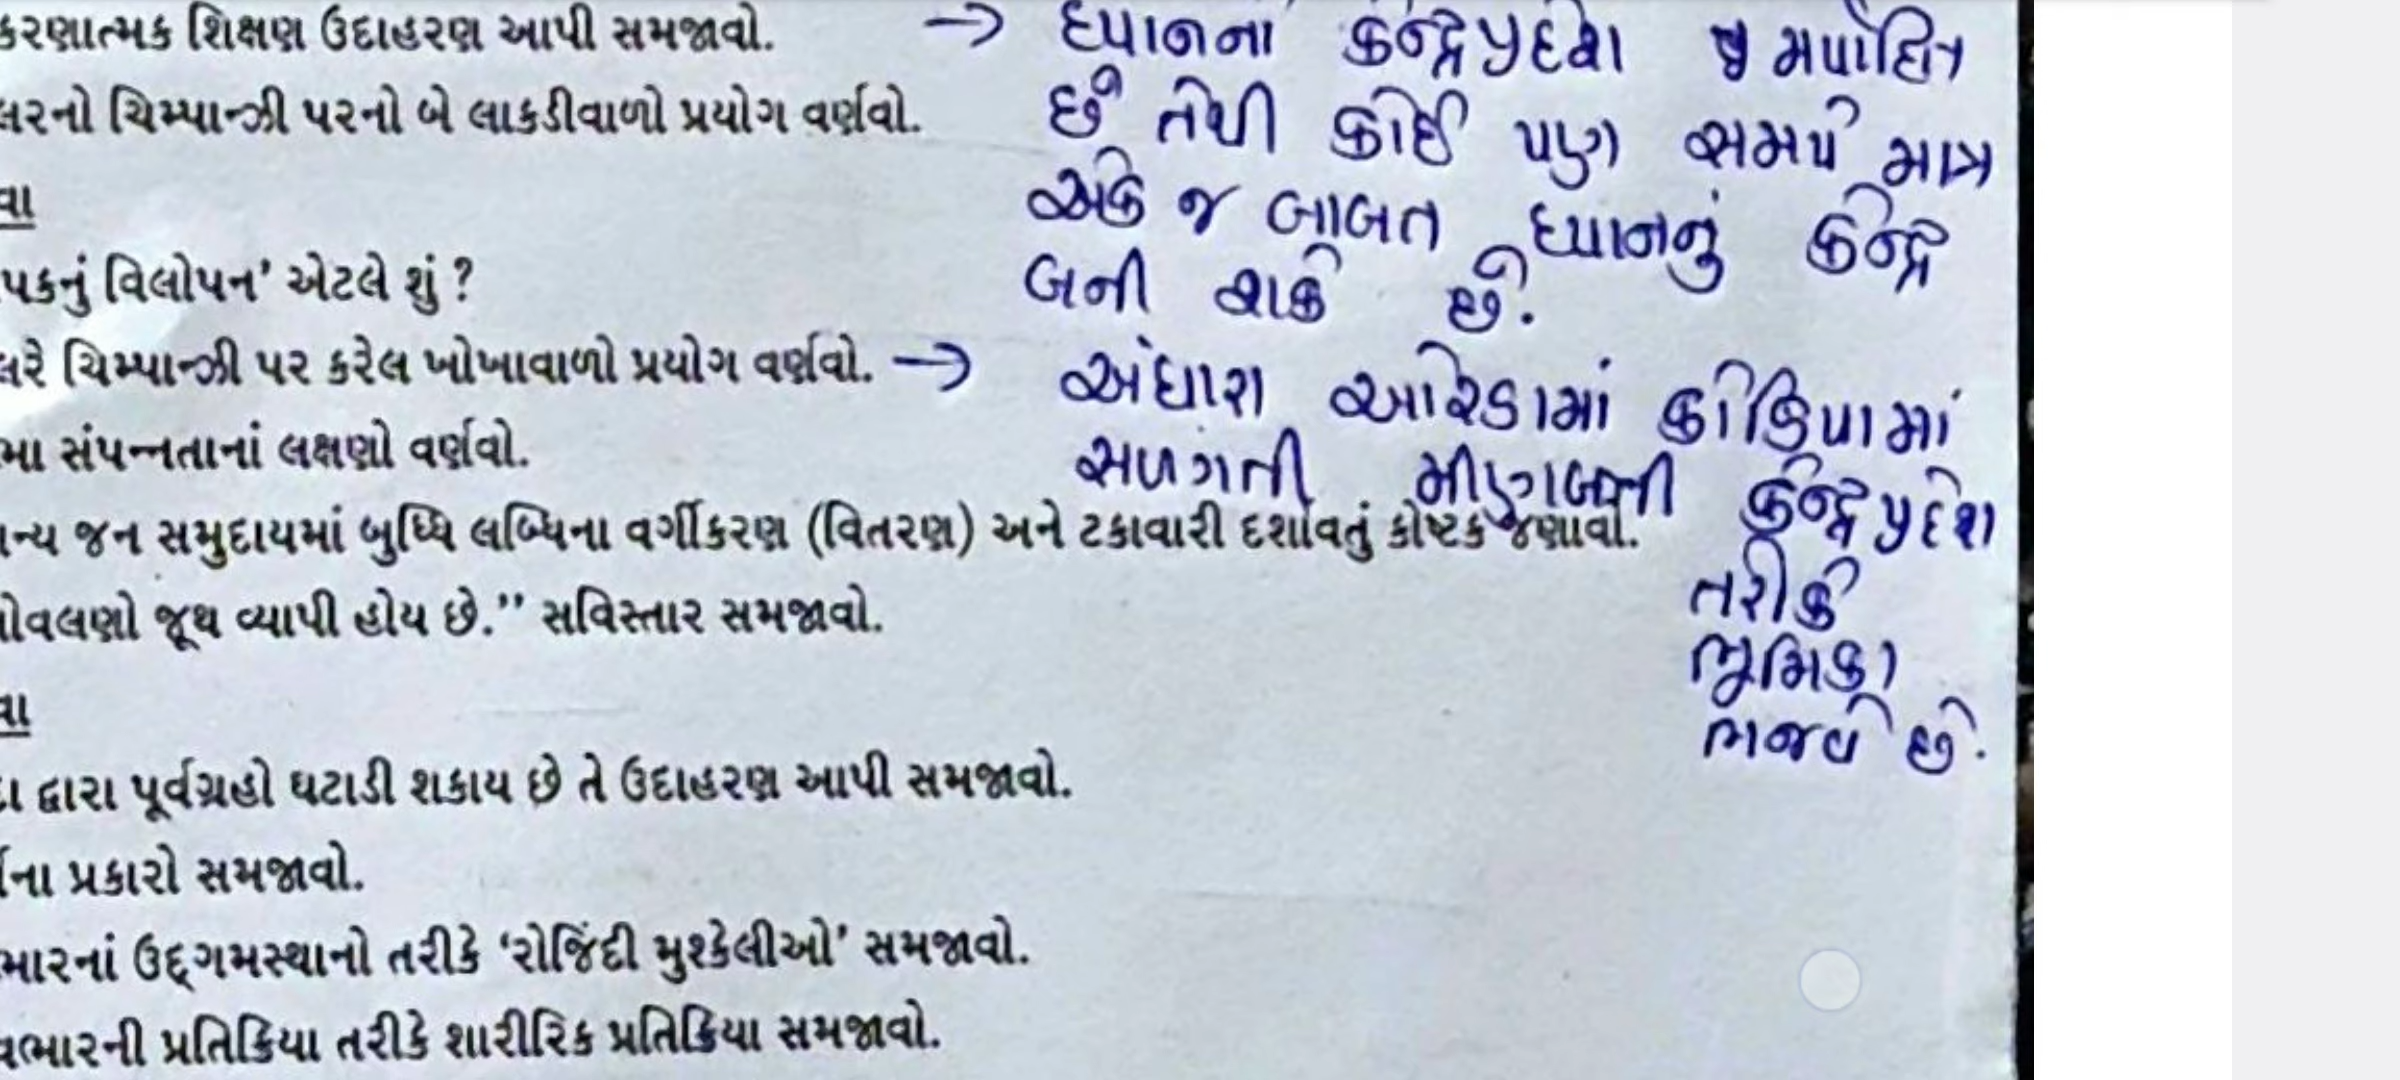 કરણાત્મક શિક્ષણ ઉદાહરણ આપી સમજાવો.
લરનો ચિમ્પાન્ઝી પરનો બે લાકડીવાળો પ્રયોગ વર્ણવો.
વા
પકનું વિલોપન' એટલે શું ?
લરે ચિમ્પાન્ઝી પર કરેલ ખોખાવાળો પ્રયોગ વર્ણવો.
મા સંપન્નતાનાં લક્ષણો વર્ણવો.
ન્ય જન સમુદાયમાં બુધ્ધિ લબ્ધિના વર્ગીકરણ (વિતરણ) અને ટકાવારી દર્શાવતું કોષ્ટક જણાવો.
ોવલણો જૂથ વ્યાપી હોય છે.” સવિસ્તાર સમજાવો.
વા
દ્વારા પૂર્વગ્રહો ઘટાડી શકાય છે તે ઉદાહરણ આપી સમજાવો.
ના પ્રકારો સમજાવો.
ભારનાં ઉદ્દ્ગમસ્થાનો તરીકે ‘રોજિંદી મુશ્કેલીઓ' સમજાવો.
ભારની પ્રતિક્રિયા તરીકે શારીરિક પ્રતિક્રિયા સમજાવો.
→ ધ્યાનના કેન્દ્રપ્રદેશ મર્યાદિત
છે તેથી કોઈ પણ સમયે માત્ર
એક જ બાબત ધ્યાનનું કેન્દ્ર
બની શકે છે.
→ અંધારા ઓરડામાં કોડિયામાં
સળગતી મીણબત્તી કેન્દ્રપ્રદેશ
તરીકે
ભૂમિકા
ભજવે છે.